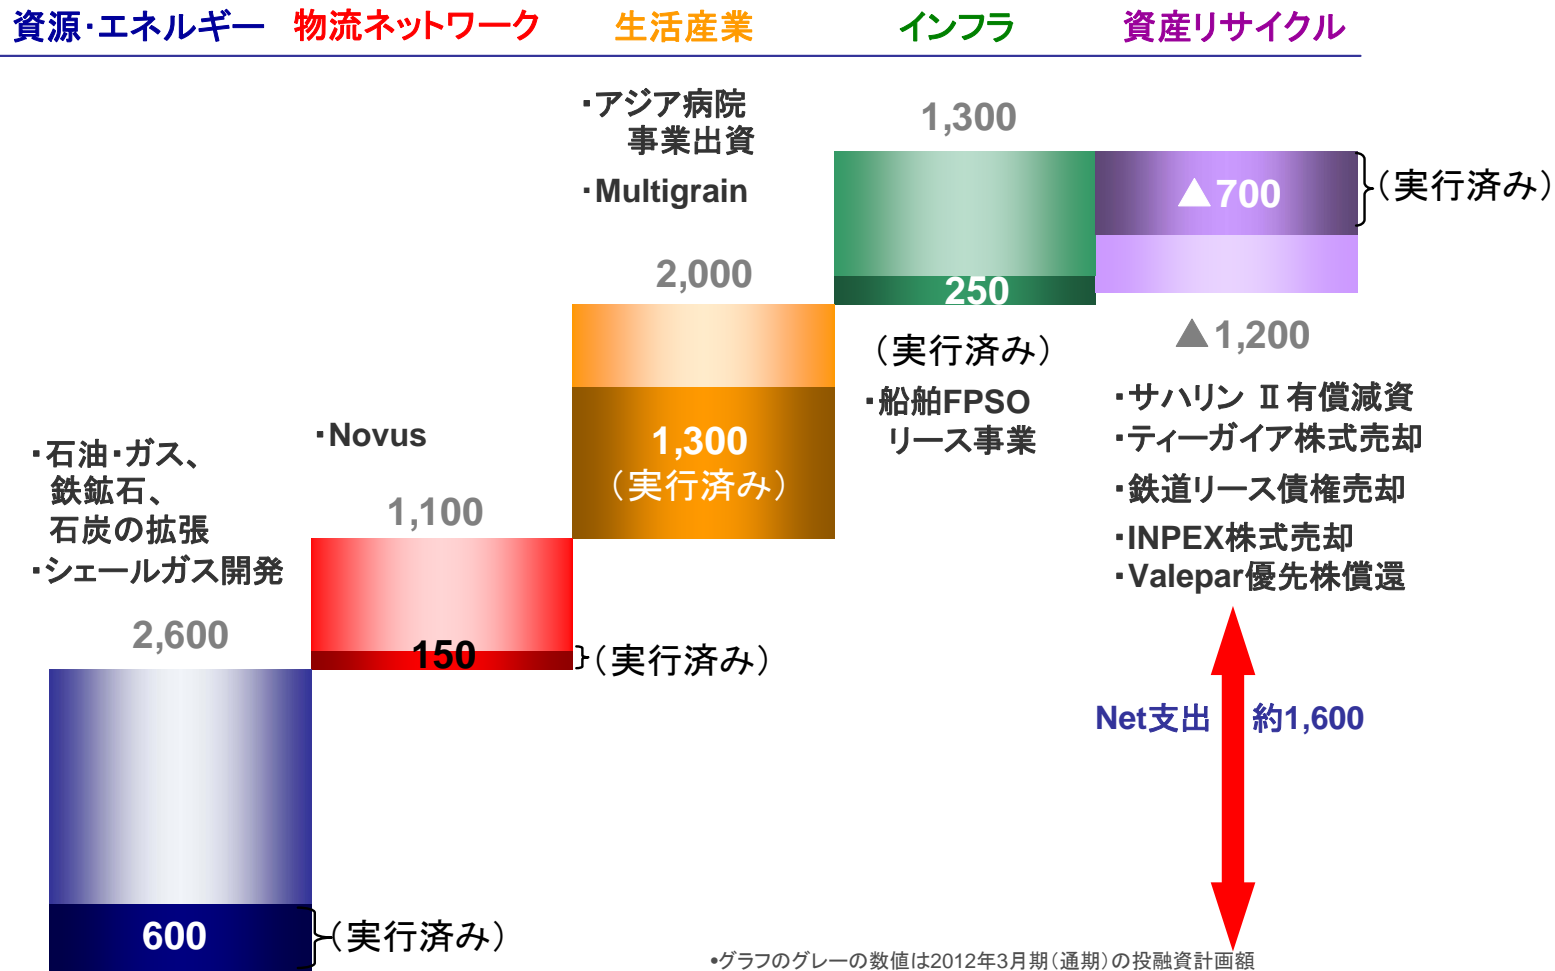 資源・エネルギー
物流ネットワーク
生活産業
インフラ
資産リサイクル
・石油・ガス、
鉄鉱石、
石炭の拡張
・シェールガス開発
2,600
600
(実行済み)
・Novus
1,100
150
(実行済み)
・アジア病院
事業出資
・Multigrain
2,000
1,300
(実行済み)
1,300
250
(実行済み)
・船舶FPSO
リース事業
▲700
(実行済み)
▲1,200
・サハリン Ⅱ有償減資
・ティーガイア株式売却
・鉄道リース債権売却
・INPEX株式売却
・Valepar優先株償還
Net支出 約1,600
•グラフのグレーの数値は2012年3月期(通期)の投融資計画額